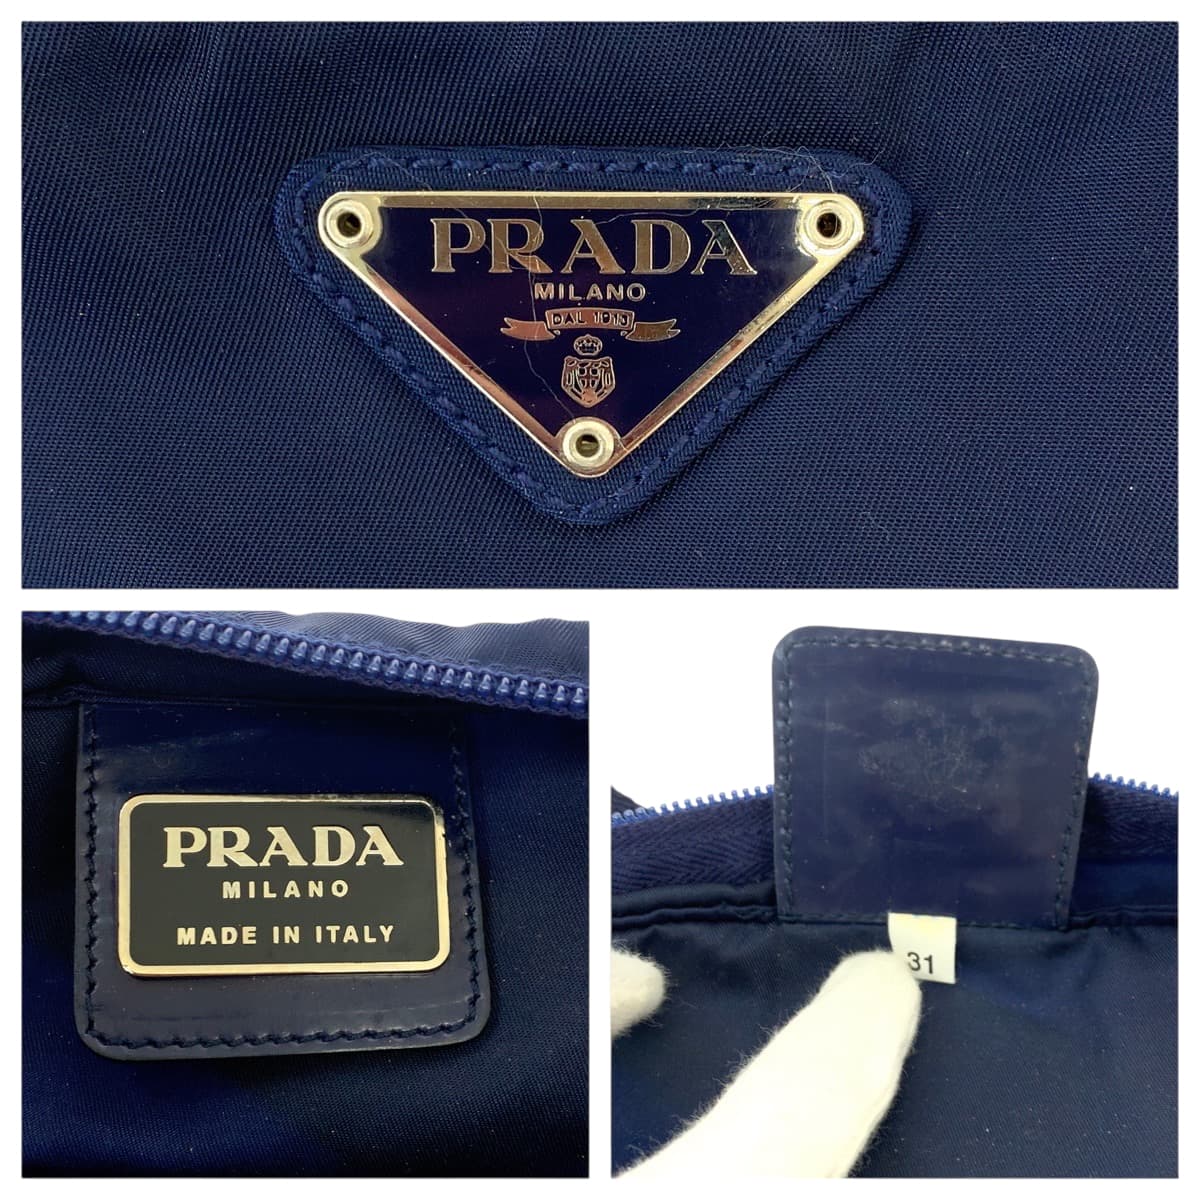 PRADA
MILANO
DAL 1913
PRADA
MILANO
MADE IN ITALY
31